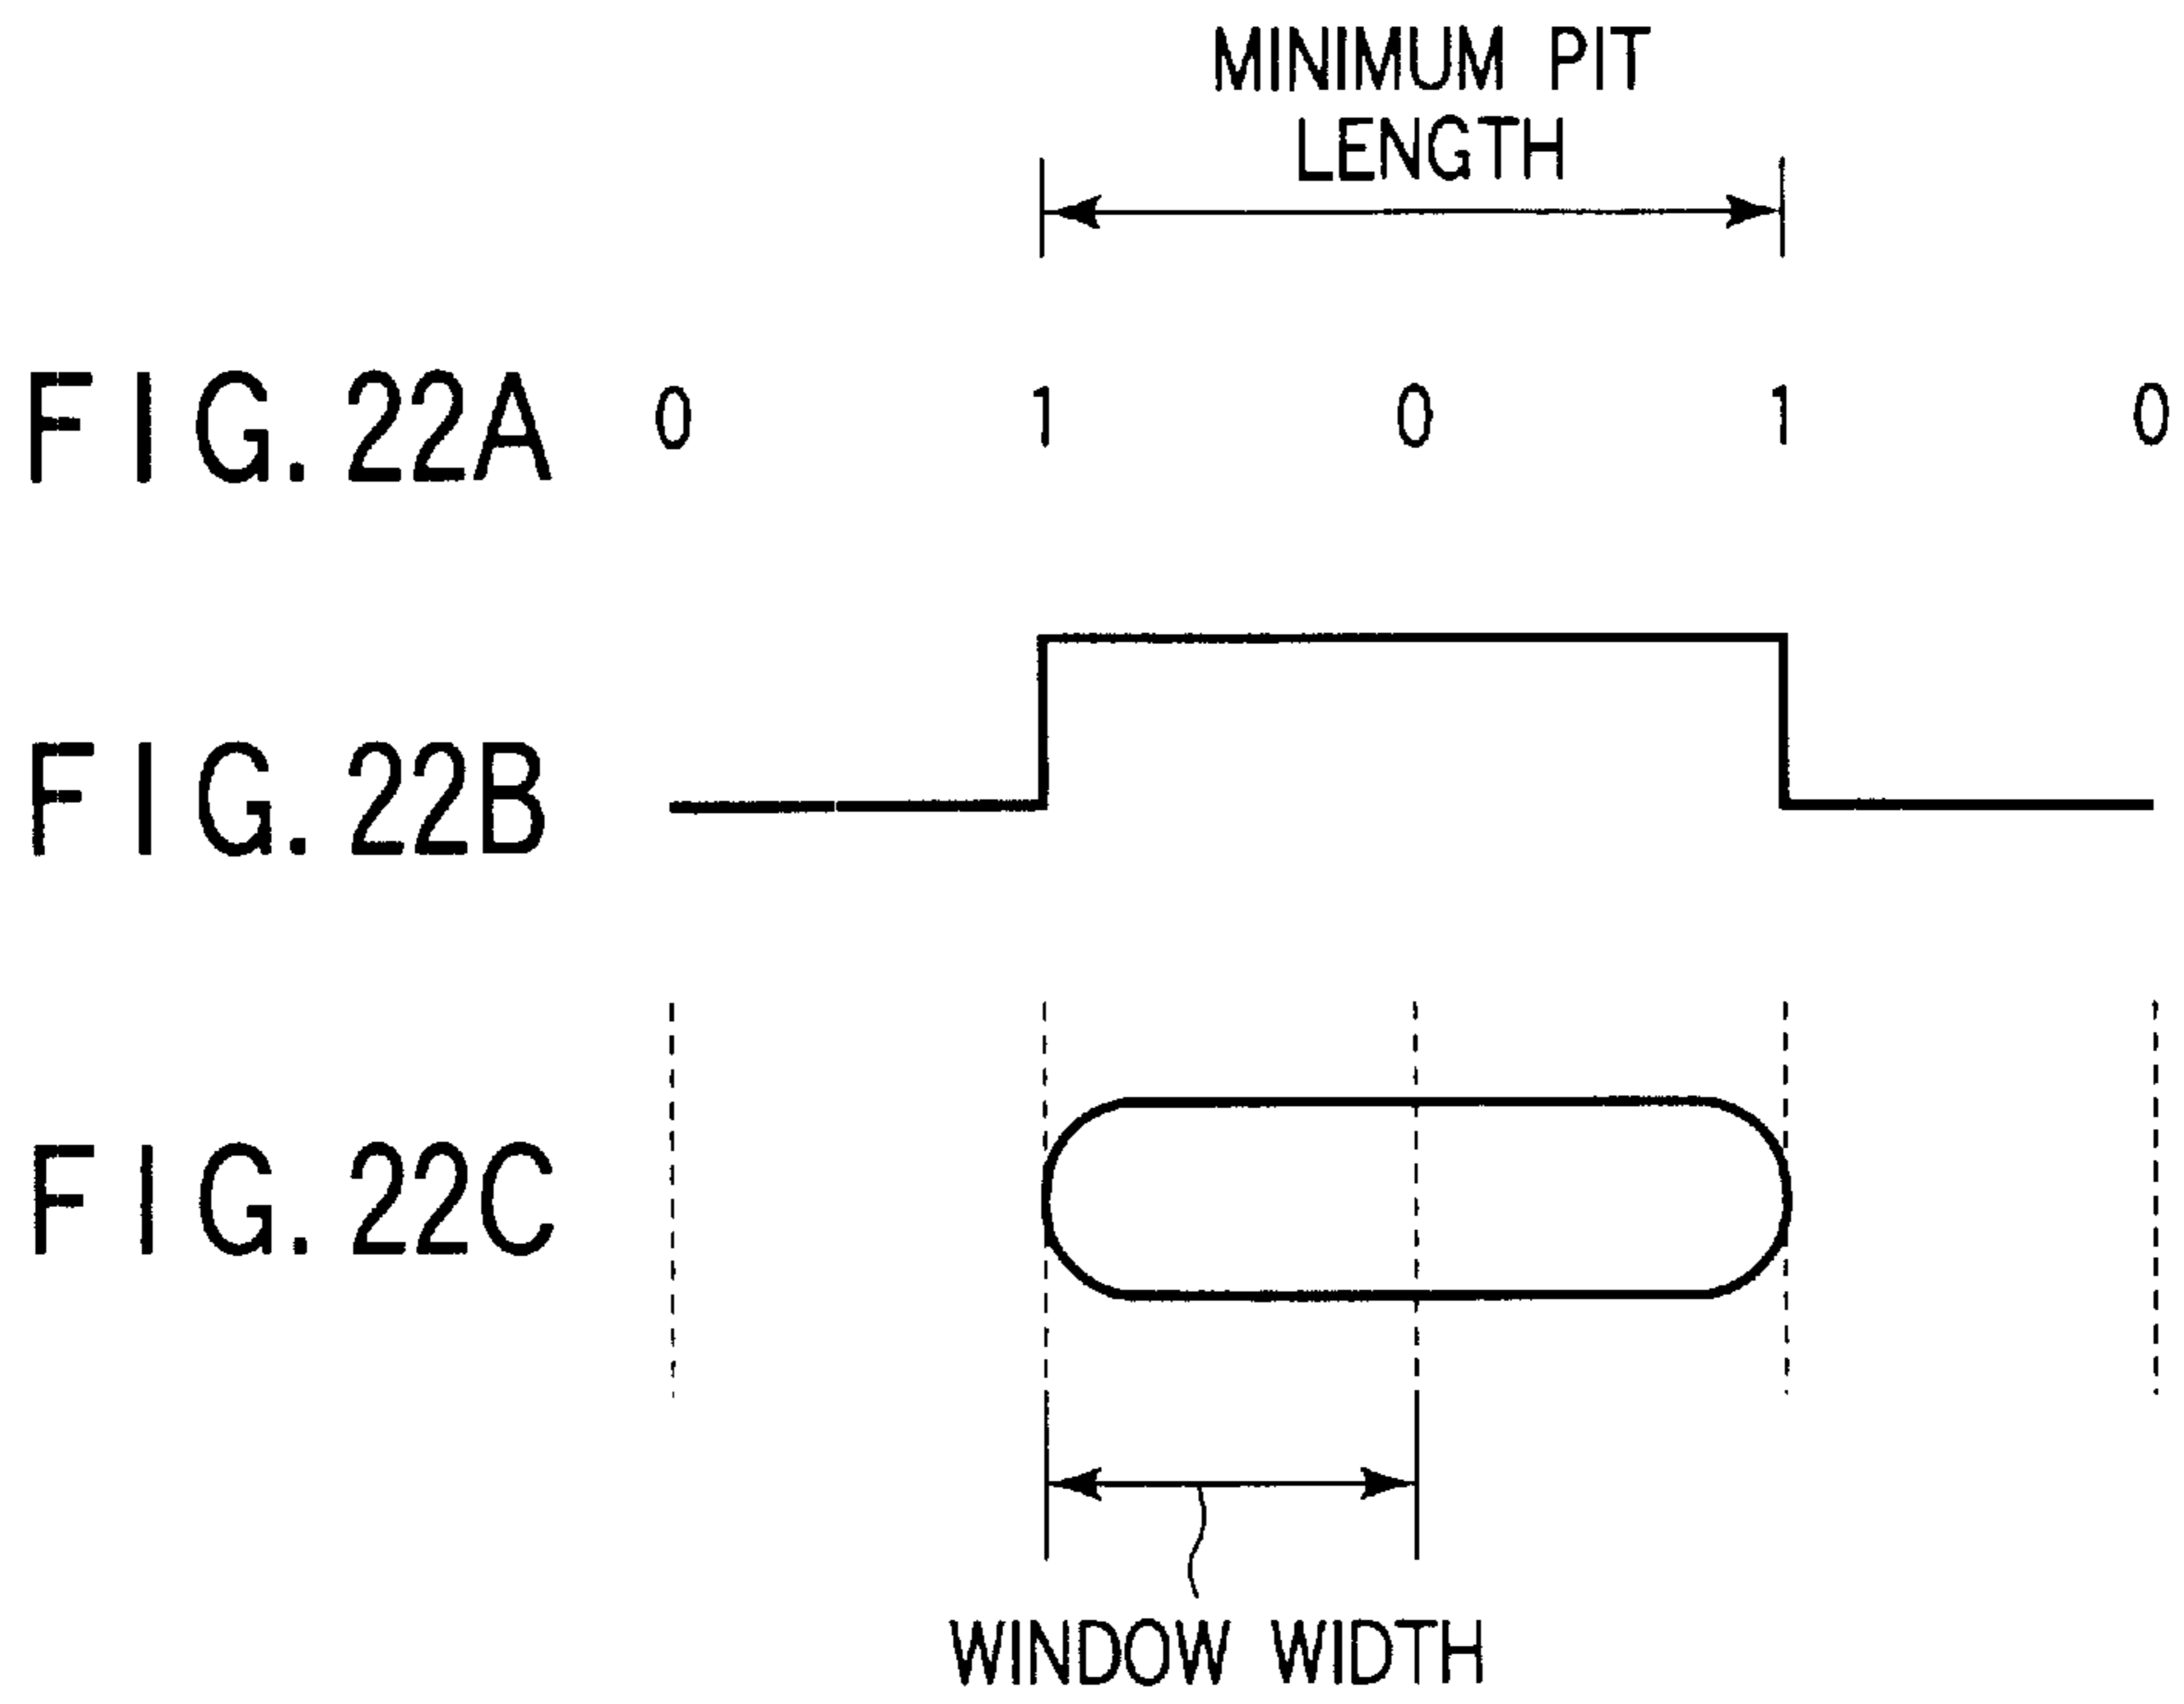 MINIMUM PIT
LENGTH
FIG. 22A 0 1 0 1 0
FIG. 22B
FIG. 22C
WINDOW WIDTH